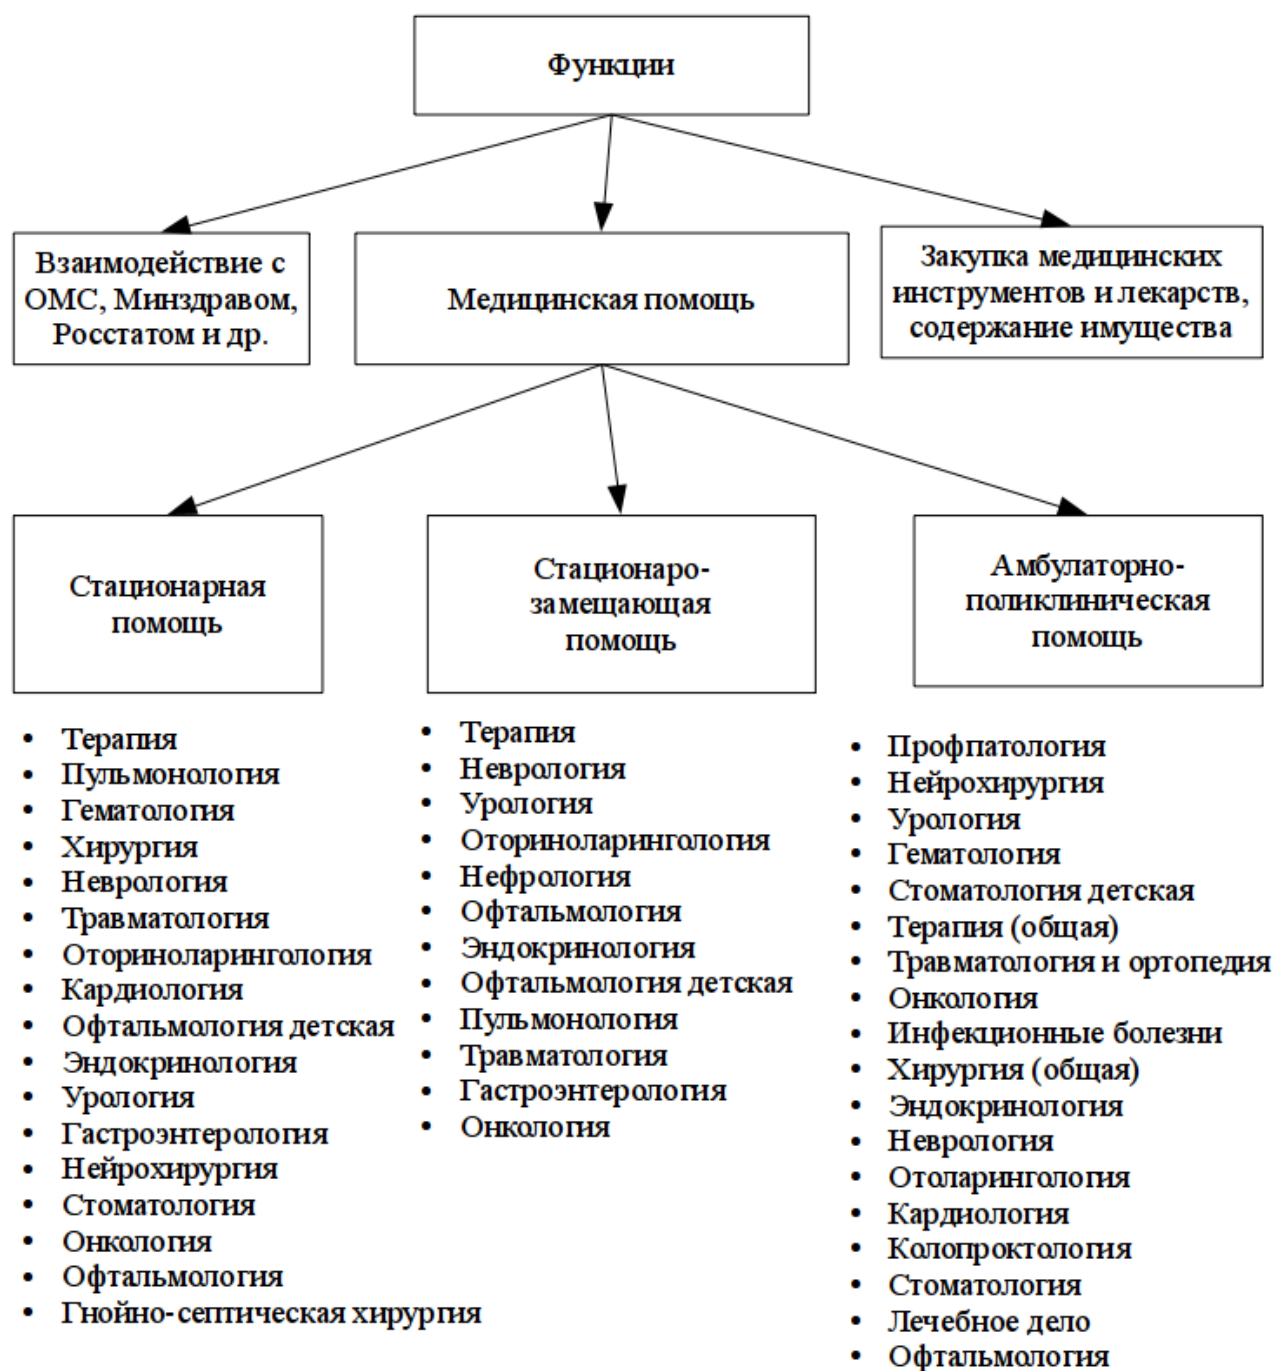 Функции
Взаимодействие с
ОМС, Минздравом,
Росстатом и др.
Медицинская помощь
Закупка медицинских
инструментов и лекарств,
содержание имущества
Стационарная
помощь
Стационаро-
замещающая
помощь
Амбулаторно-
поликлиническая
помощь
• Терапия
• Пульмонология
• Гематология
• Хирургия
• Неврология
• Травматология
• Оториноларингология
• Кардиология
• Офтальмология детская
• Эндокринология
• Урология
• Гастроэнтерология
• Нейрохирургия
• Стоматология
• Онкология
• Офтальмология
• Гнойно-септическая хирургия
• Терапия
• Неврология
• Урология
• Оториноларингология
• Нефрология
• Офтальмология
• Эндокринология
• Офтальмология детская
• Пульмонология
• Травматология
• Гастроэнтерология
• Онкология
• Профпатология
• Нейрохирургия
• Урология
• Гематология
• Стоматология детская
• Терапия (общая)
• Травматология и ортопедия
• Онкология
• Инфекционные болезни
• Хирургия (общая)
• Эндокринология
• Неврология
• Отоларингология
• Кардиология
• Колопроктология
• Стоматология
• Лечебное дело
• Офтальмология